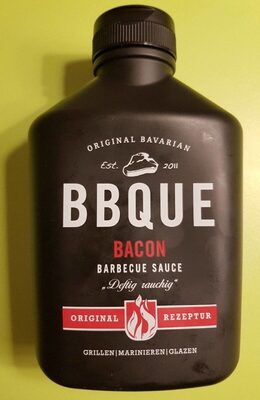 ORIGINAL BAVARIAN
Est. 2011
BBQUE
BACON
BARBECUE SAUCE
„Deftig rauchig“
ORIGINAL REZEPTUR
GRILLEN|MARINIEREN|GLAZEN